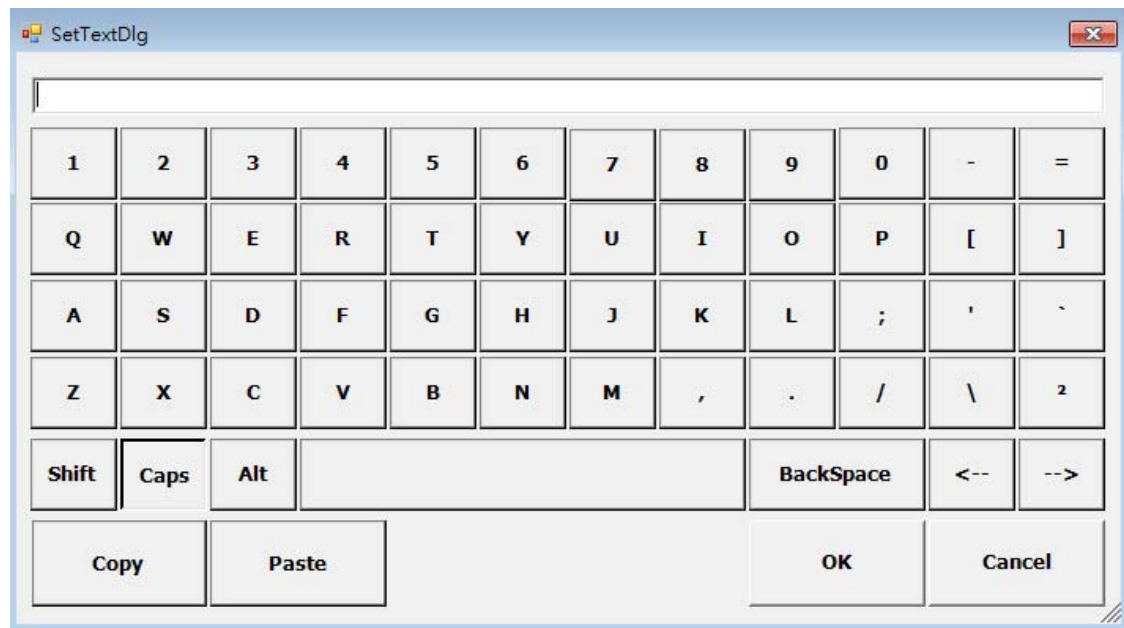 SetTextDlg
1 2 3 4 5 6 7 8 9 0 - =
Q W E R T Y U I O P [ ]
A S D F G H J K L ; ' `
Z X C V B N M , . / \ ²
Shift Caps Alt BackSpace <-- -->
Copy Paste OK Cancel